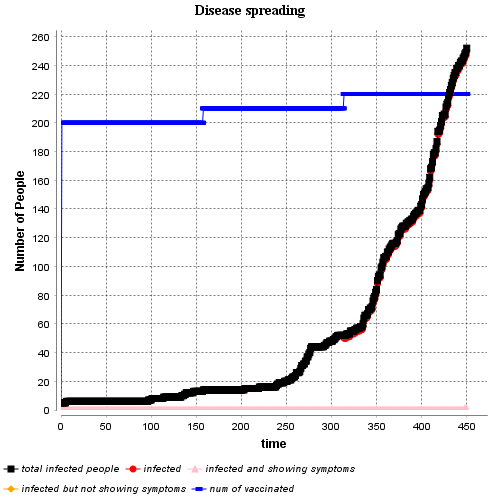 Disease spreading
260
240
220
200
180
160
140
120
100
80
60
40
20
0
Number of People
0 50 100 150 200 250 300 350 400 450
time
total infected people infected infected and showing symptoms
infected but not showing symptoms num of vaccinated